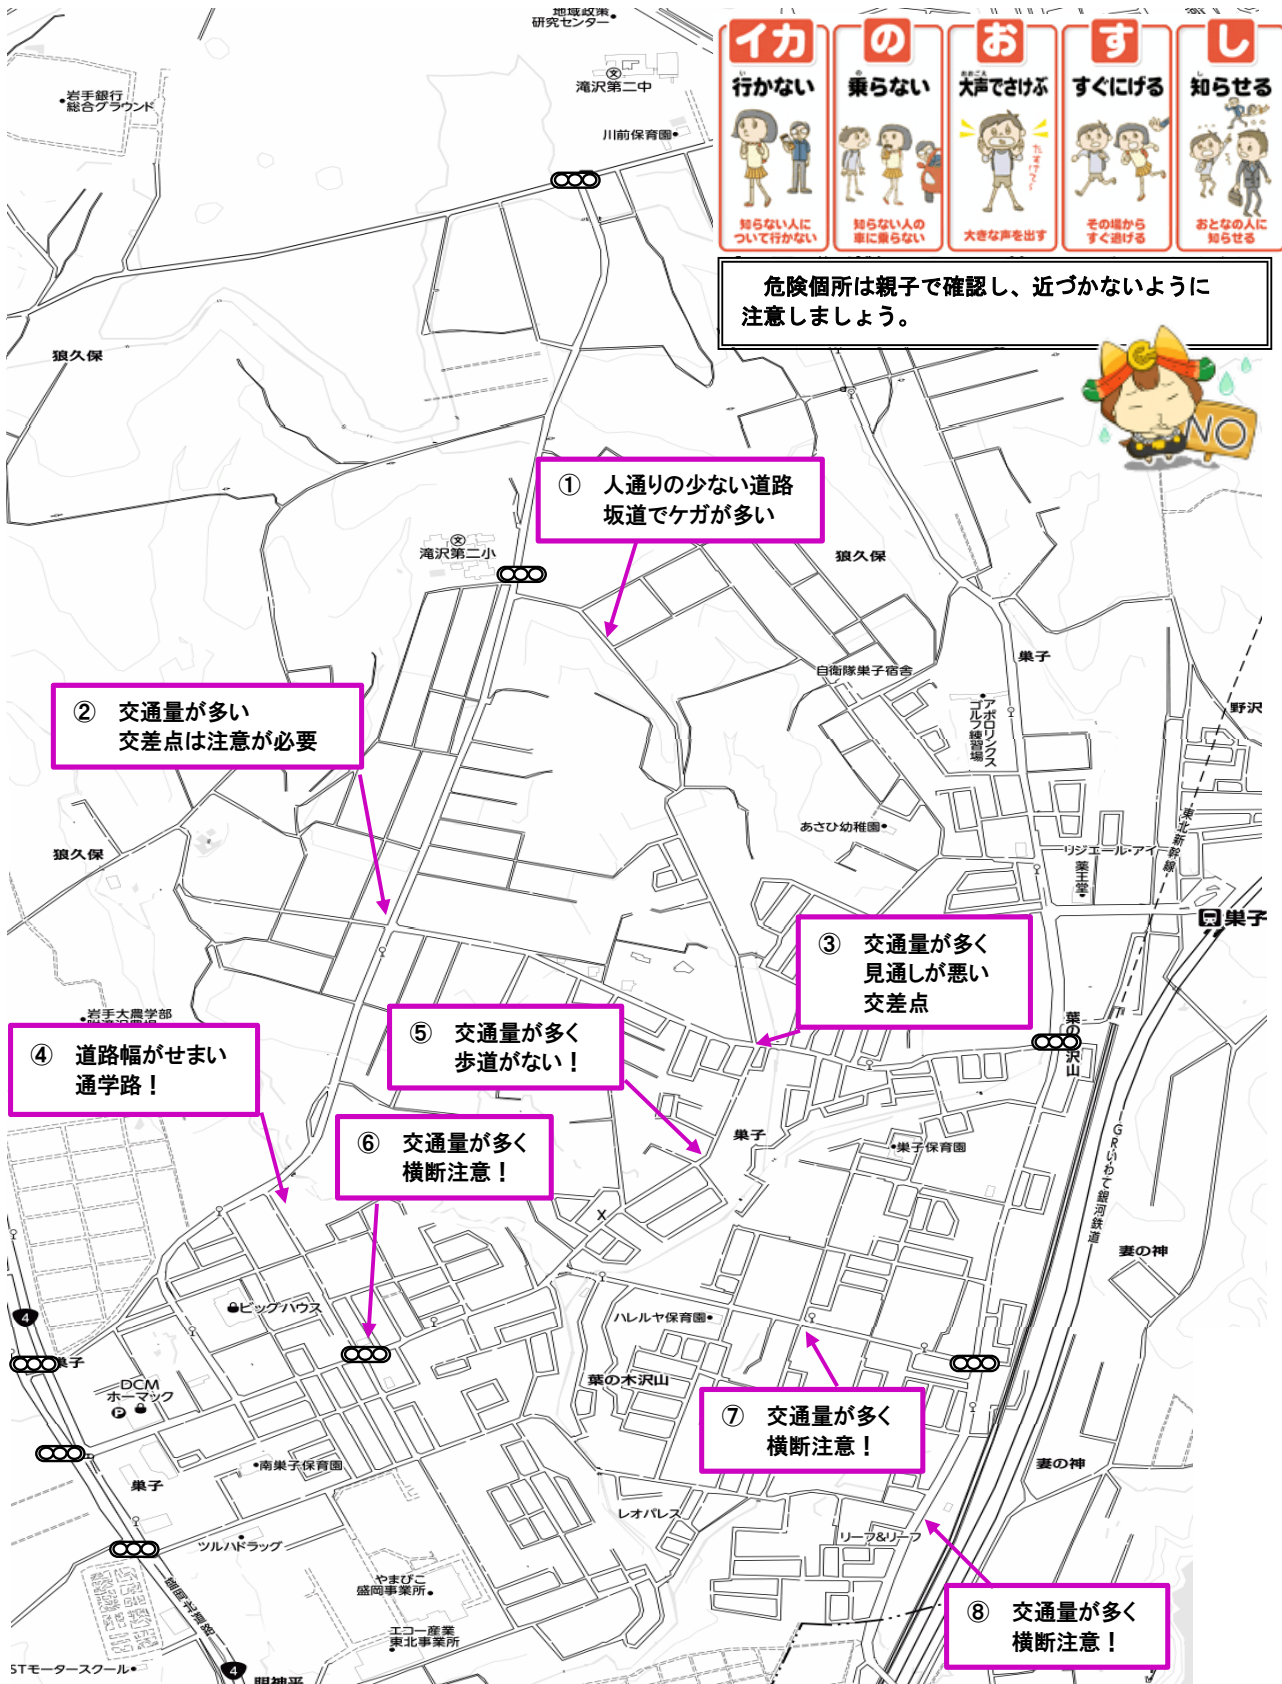 地域政策
研究センター
滝沢第二中
岩手銀行
総合グラウンド
川前保育園
イカ
行かない
知らない人に
ついて行かない
の
乗らない
知らない人の
車に乗らない
お
大声でさけぶ
たすけて〜
大きな声を出す
す
すぐにげる
その場から
すぐ逃げる
し
知らせる
おとなの人に
知らせる
危険個所は親子で確認し、近づかないように
注意しましょう。
NO
狼久保
① 人通りの少ない道路
坂道でケガが多い
滝沢第二小
狼久保
自衛隊巣子宿舎
巣子
アポロリンクス
ゴルフ練習場
野沢
② 交通量が多い
交差点は注意が必要
あさひ幼稚園
狼久保
リジェール・アイ
薬王堂
東北新幹線
巣子
③ 交通量が多く
見通しが悪い
交差点
岩手大農学部
④ 道路幅がせまい
通学路！
⑤ 交通量が多く
歩道がない！
葉の
沢山
⑥ 交通量が多く
横断注意！
巣子
巣子保育園
IGRいわて銀河鉄道
X
妻の神
ビッグハウス
4
ハレルヤ保育園
巣子
DCM
ホーマック
P
葉の木沢山
⑦ 交通量が多く
横断注意！
南巣子保育園
妻の神
巣子
レオパレス
リーフ&リーフ
ツルハドラッグ
やまびこ
盛岡事業所
⑧ 交通量が多く
横断注意！
エコー産業
東北事業所
STモータースクール
4
明神平